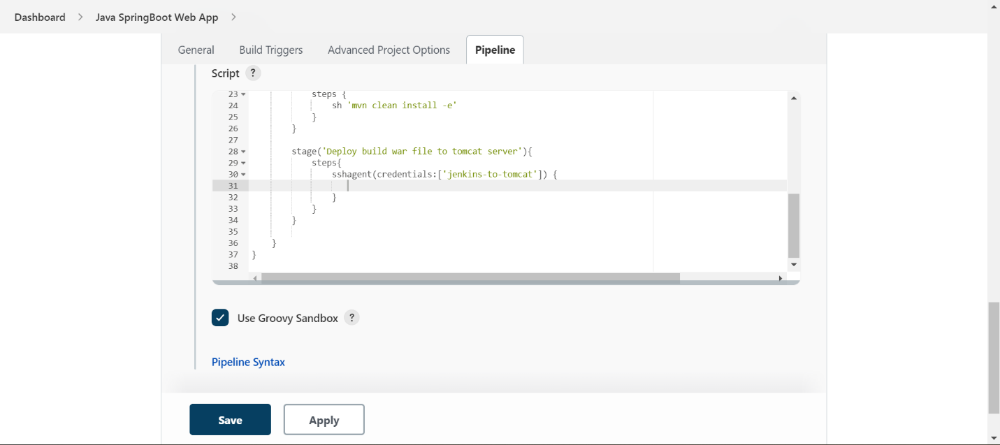 Dashboard > Java SpringBoot Web App >
General Build Triggers Advanced Project Options Pipeline
Script ?
23 steps {
24 sh 'mvn clean install -e'
25 }
26 }
27
28 stage('Deploy build war file to tomcat server'){
29 steps{
30 sshagent(credentials:['jenkins-to-tomcat']) {
31
32 }
33 }
34 }
35
36 }
37 }
38
Use Groovy Sandbox ?
Pipeline Syntax
Save Apply